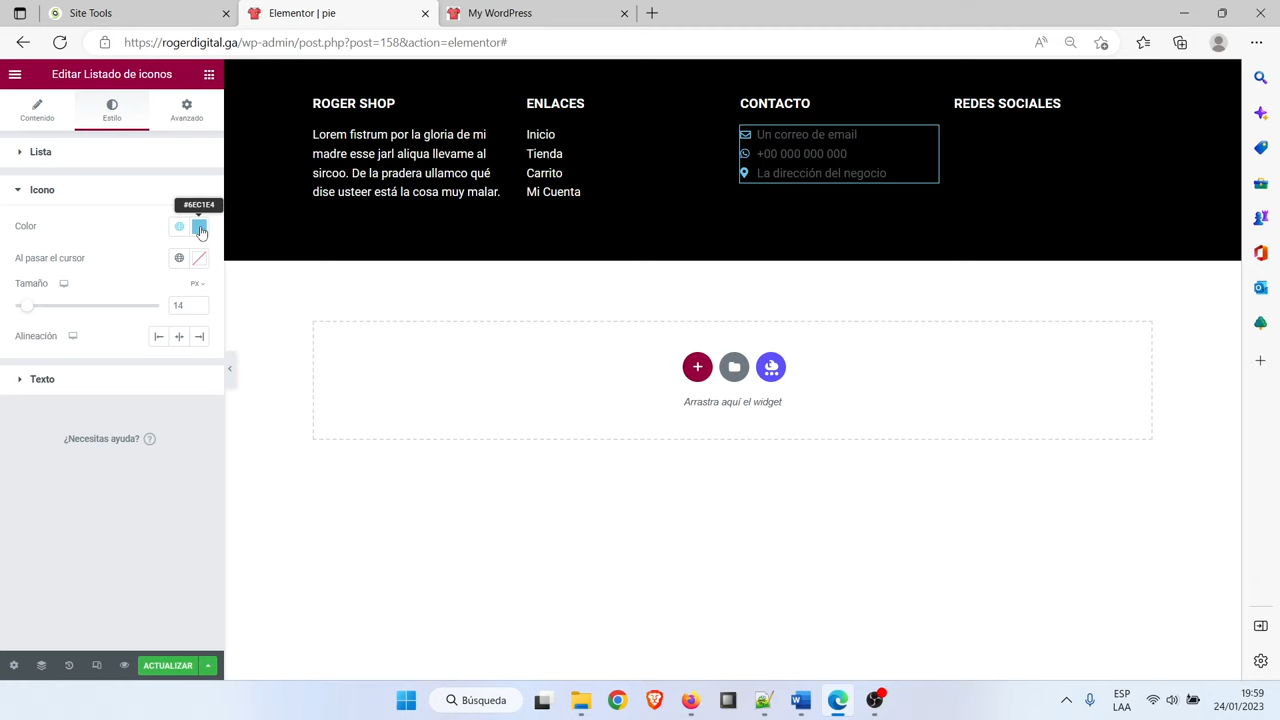 Site Tools
Elementor | pie
My WordPress
https://rogerdigital.ga/wp-admin/post.php?post=158&action=elementor#
Editar Listado de iconos
Contenido
Estilo
Avanzado
Lista
Icono
#6EC1E4
Color
Al pasar el cursor
Tamaño
PX
14
Alineación
Texto
¿Necesitas ayuda? ?
ACTUALIZAR
ROGER SHOP
Lorem fistrum por la gloria de mi
madre esse jarl aliqua llevame al
sircoo. De la pradera ullamco qué
dise usteer está la cosa muy malar.
ENLACES
Inicio
Tienda
Carrito
Mi Cuenta
CONTACTO
Un correo de email
+00 000 000 000
La dirección del negocio
REDES SOCIALES
Arrastra aquí el widget
Búsqueda
ESP
LAA
19:59
24/01/2023